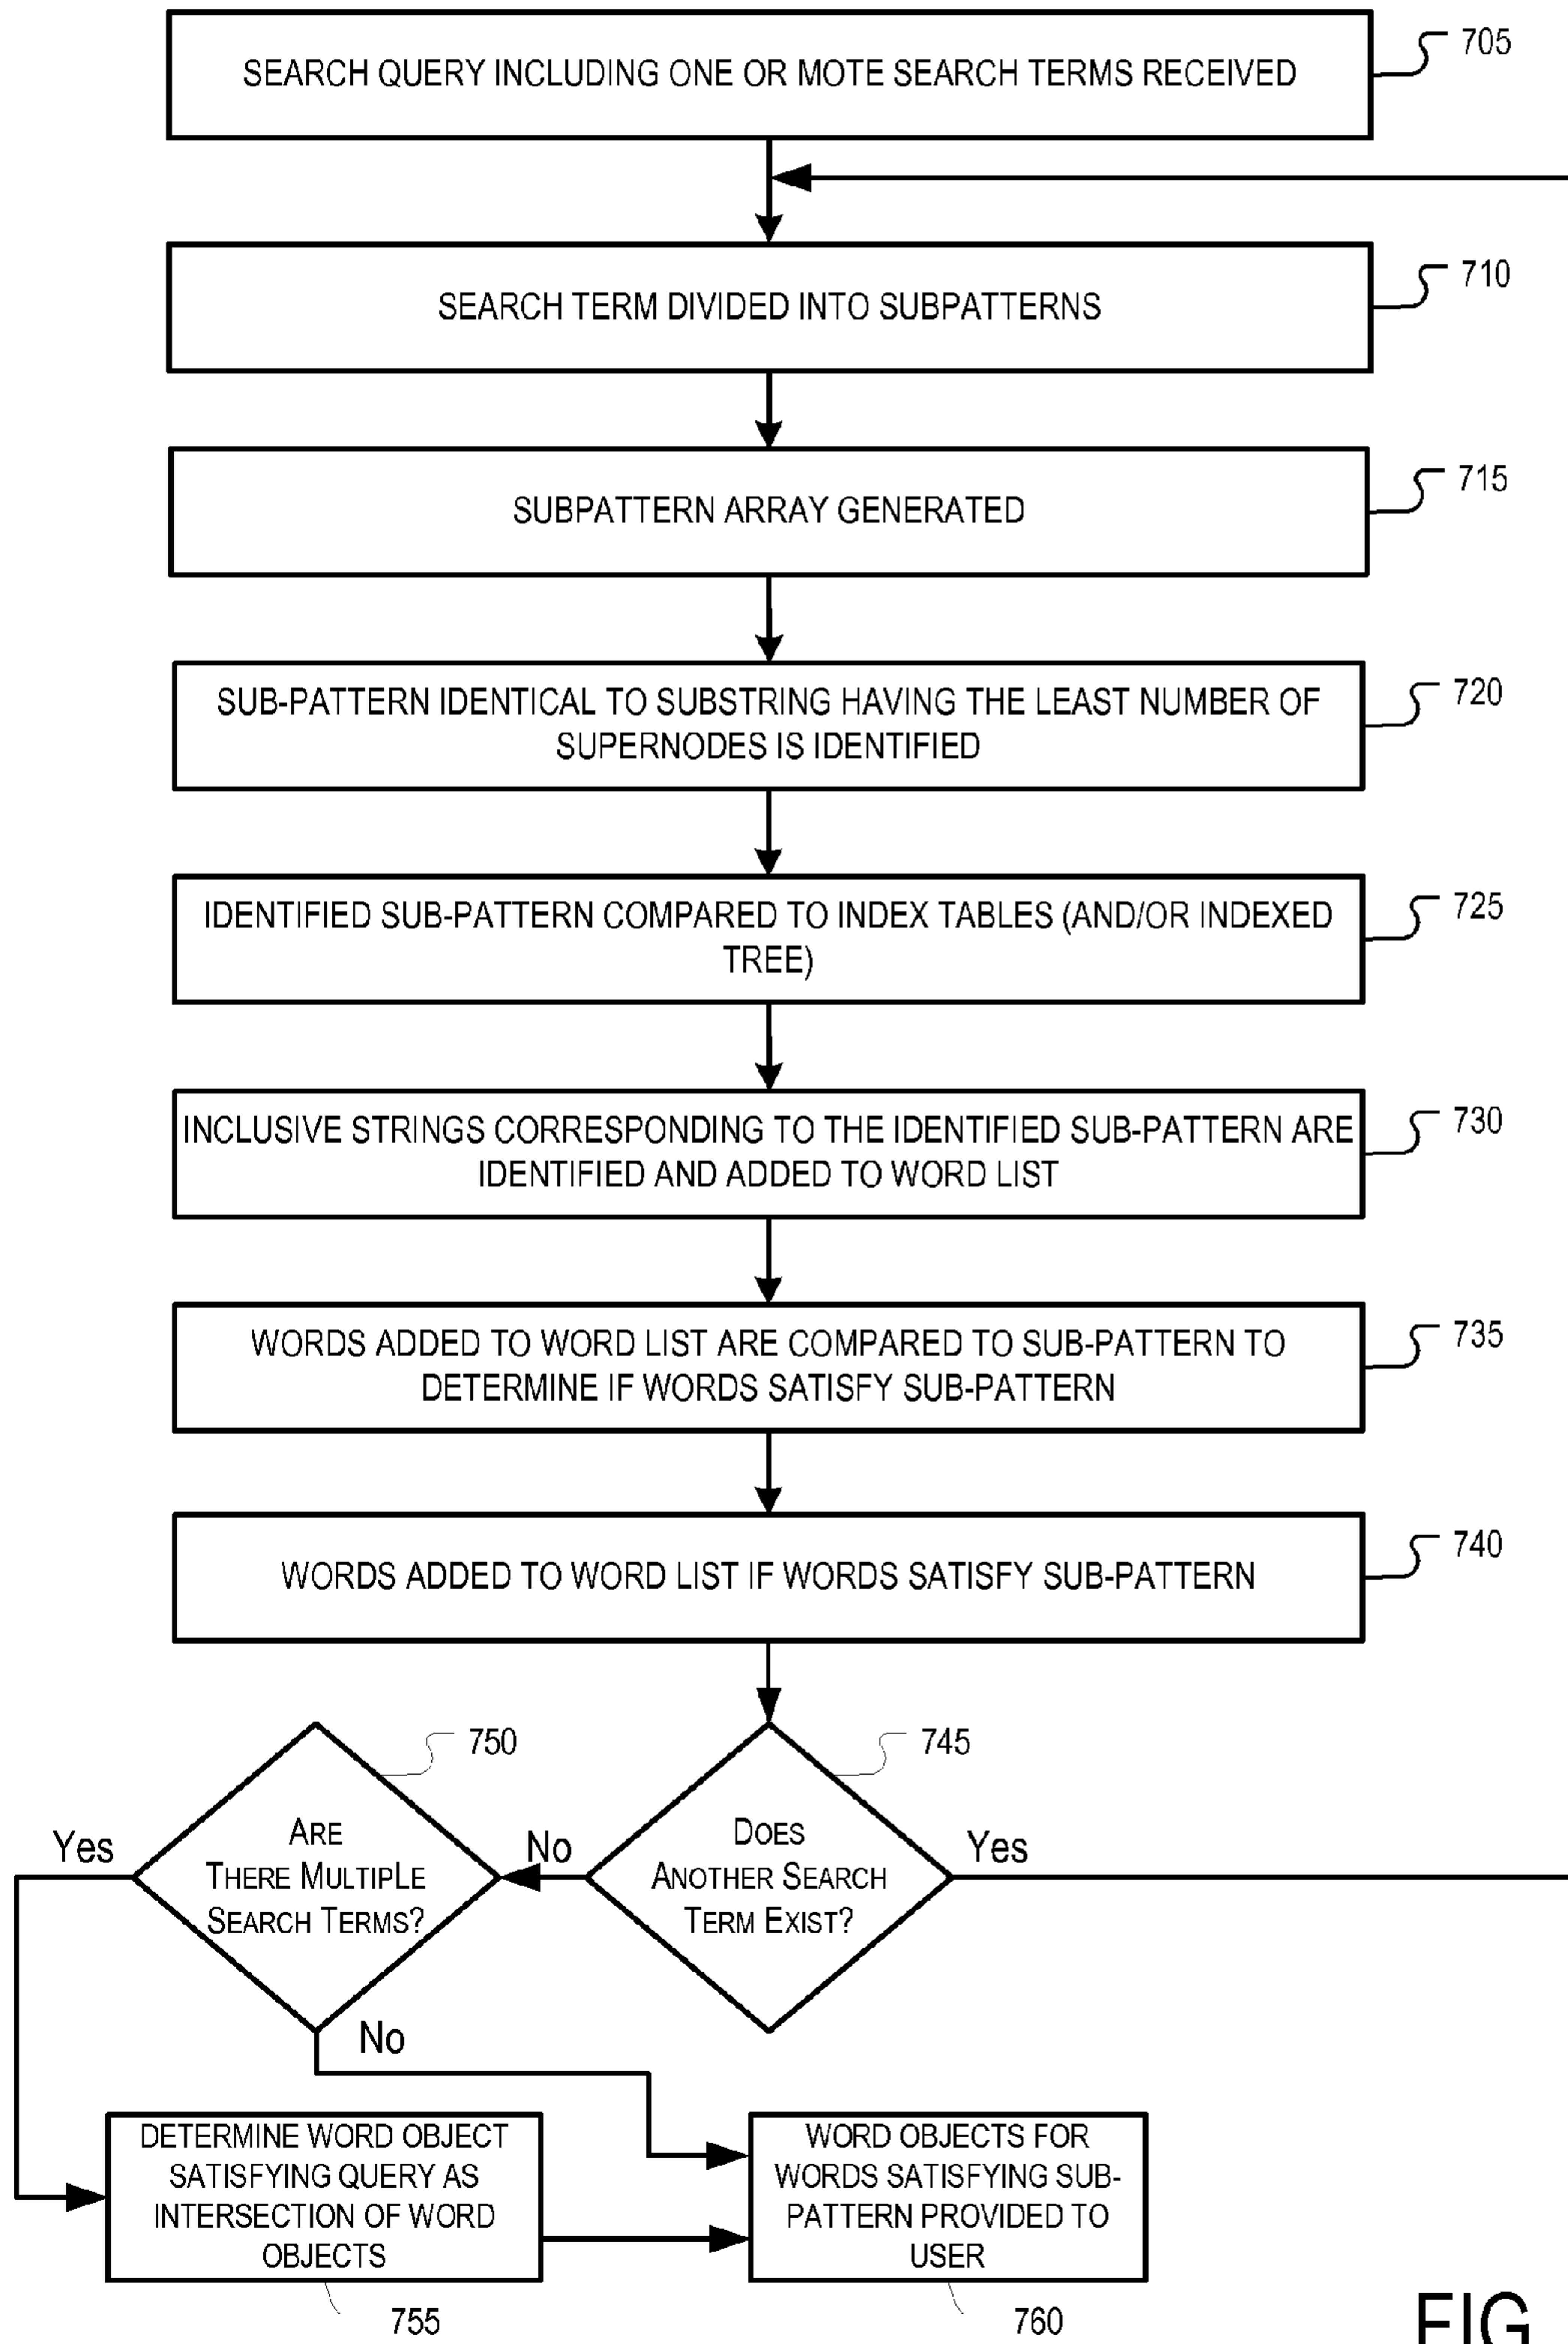 SEARCH QUERY INCLUDING ONE OR MOTE SEARCH TERMS RECEIVED
705
SEARCH TERM DIVIDED INTO SUBPATTERNS
710
SUBPATTERN ARRAY GENERATED
715
SUB-PATTERN IDENTICAL TO SUBSTRING HAVING THE LEAST NUMBER OF
SUPERNODES IS IDENTIFIED
720
IDENTIFIED SUB-PATTERN COMPARED TO INDEX TABLES (AND/OR INDEXED
TREE)
725
INCLUSIVE STRINGS CORRESPONDING TO THE IDENTIFIED SUB-PATTERN ARE
IDENTIFIED AND ADDED TO WORD LIST
730
WORDS ADDED TO WORD LIST ARE COMPARED TO SUB-PATTERN TO
DETERMINE IF WORDS SATISFY SUB-PATTERN
735
WORDS ADDED TO WORD LIST IF WORDS SATISFY SUB-PATTERN
740
750
745
Yes
ARE
THERE MULTIPLE
SEARCH TERMS?
No
DOES
ANOTHER SEARCH
TERM EXIST?
Yes
No
DETERMINE WORD OBJECT
SATISFYING QUERY AS
INTERSECTION OF WORD
OBJECTS
755
WORD OBJECTS FOR
WORDS SATISFYING SUB-
PATTERN PROVIDED TO
USER
760
FIG